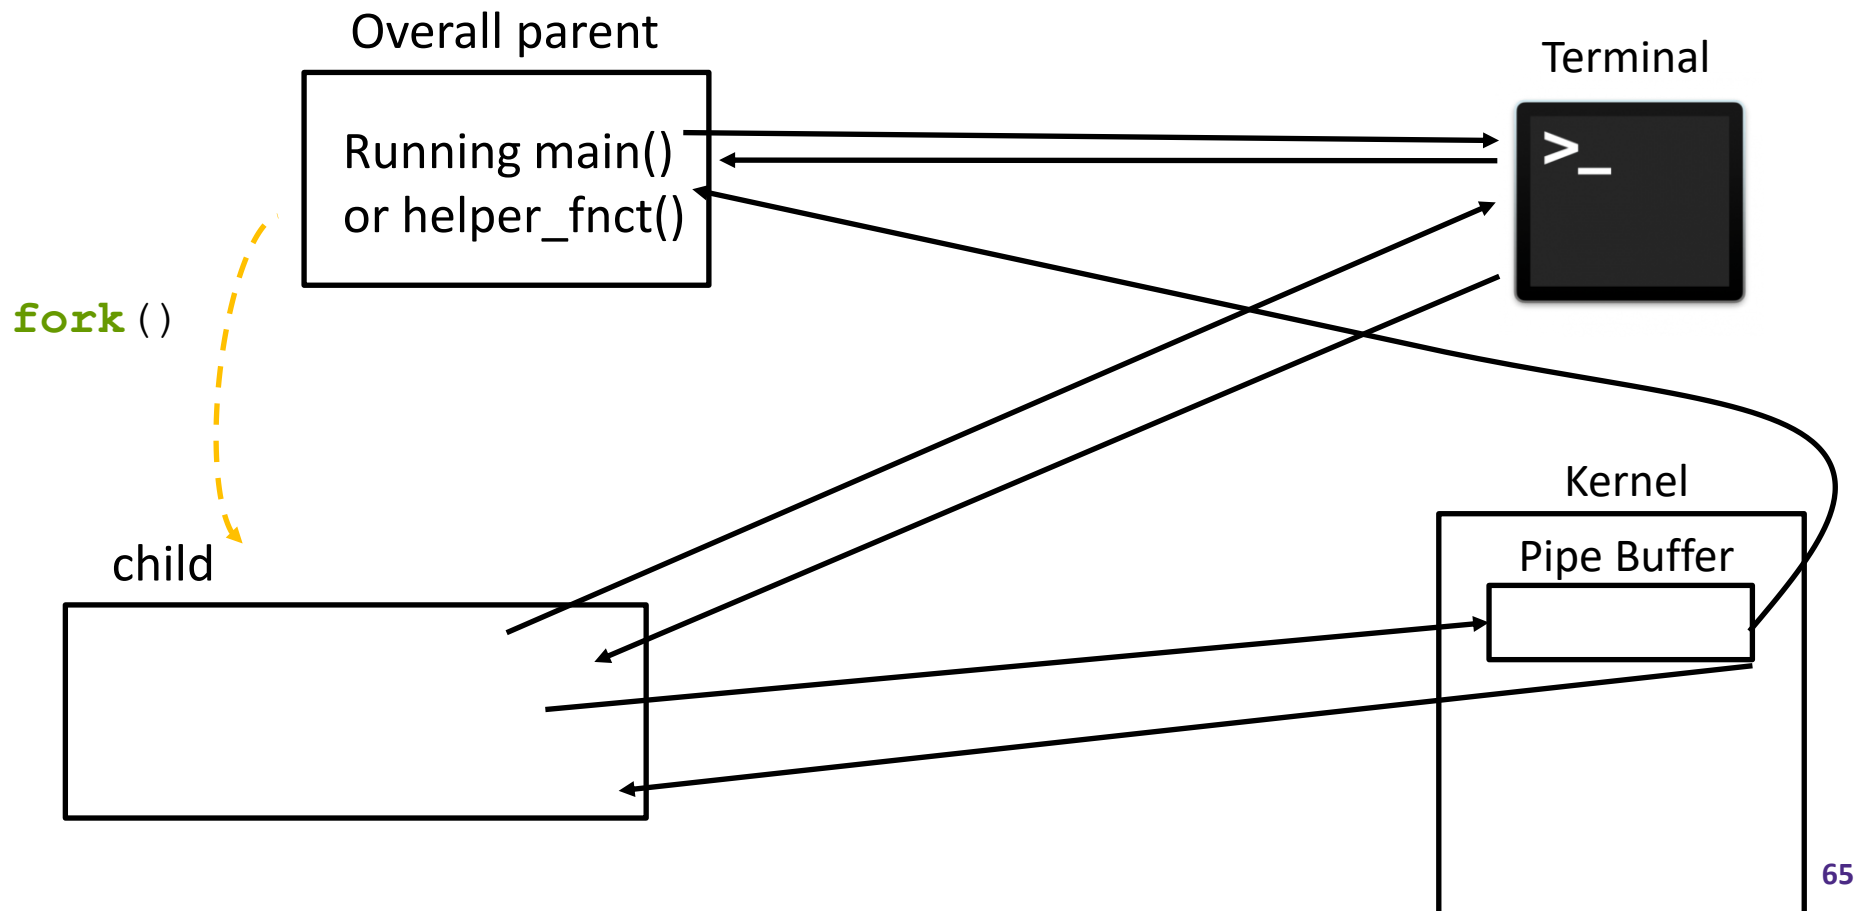 Overall parent
Terminal
>_
Running main()
or helper_fnct()
fork()
Kernel
Pipe Buffer
child
65